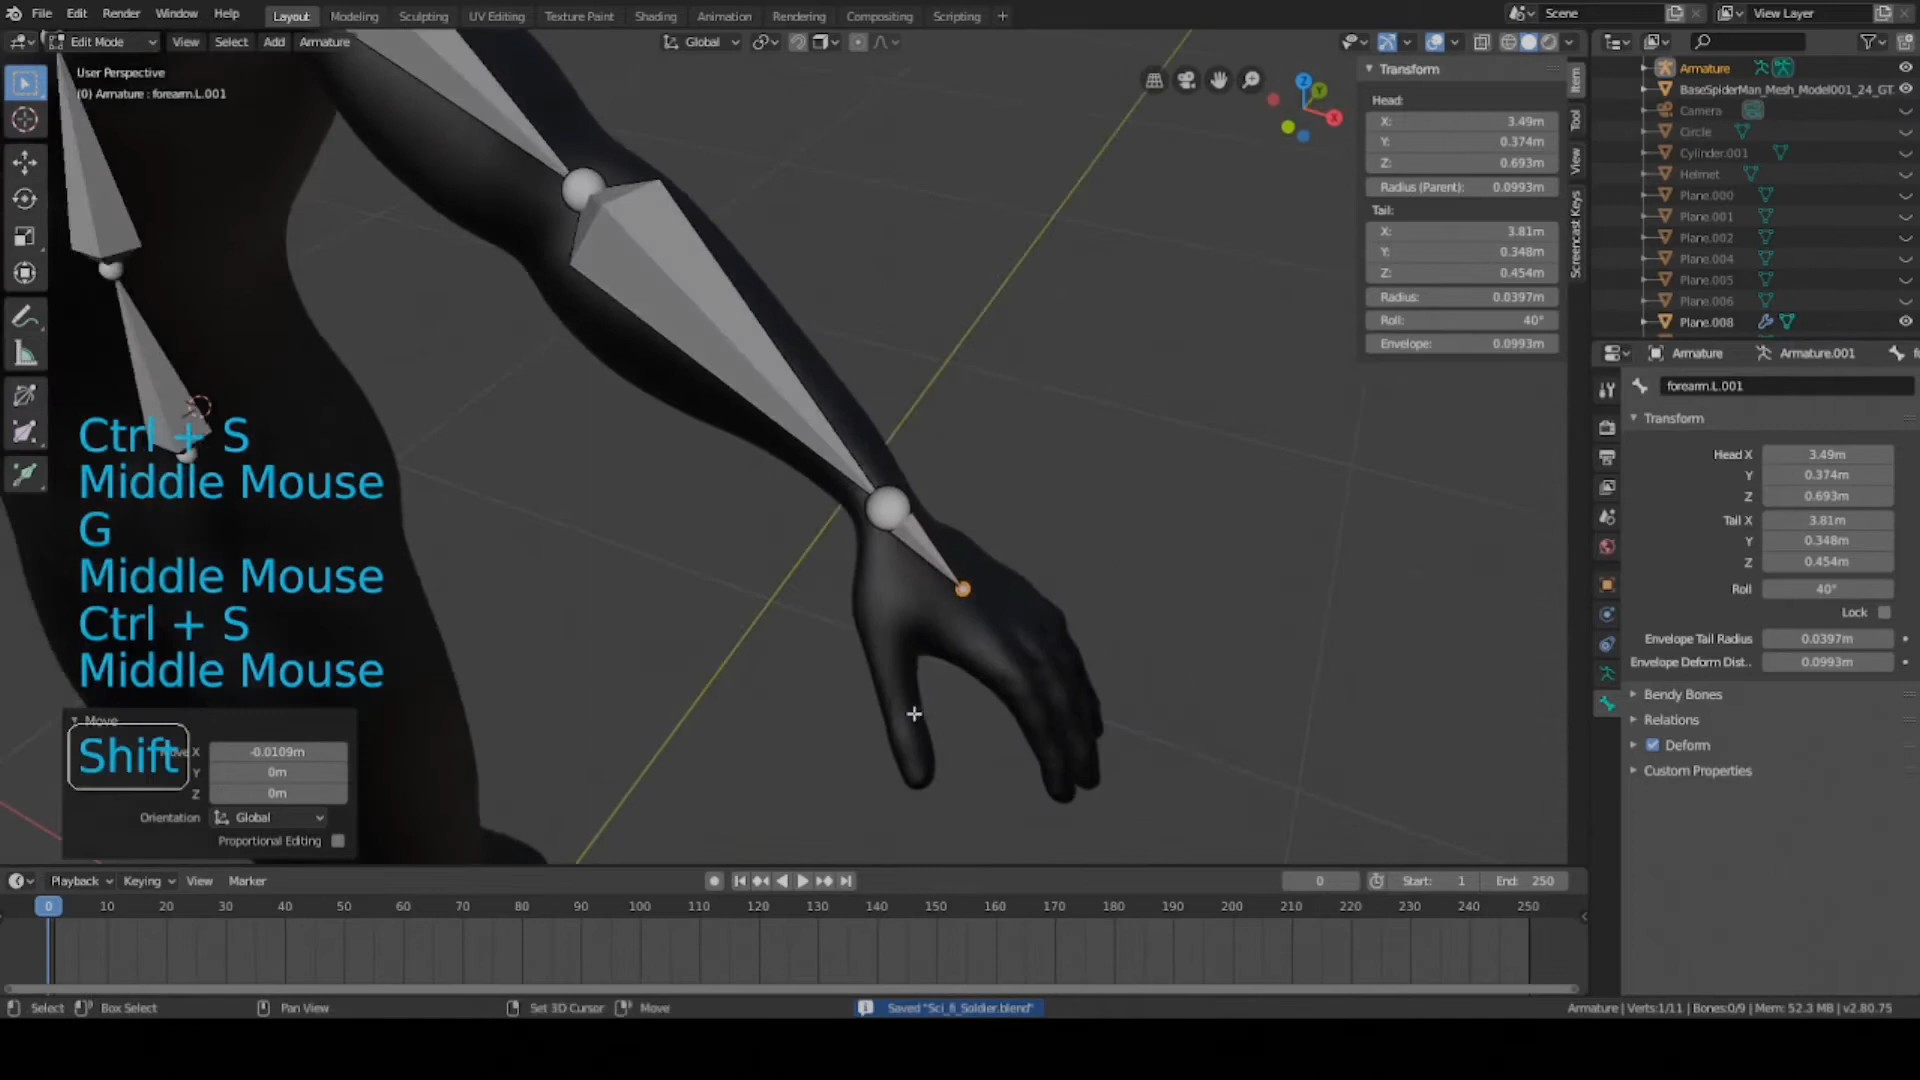 File Edit Render Window Help Layout Modeling Sculpting UV Editing Texture Paint Shading Animation Rendering Compositing Scripting + Scene View Layer
Edit Mode View Select Add Armature Global
User Perspective
(0) Armature : forearm.L.001
Transform
Head:
X: 3.49m
Y: 0.374m
Z: 0.693m
Radius (Parent): 0.0993m
Tail:
X: 3.81m
Y: 0.348m
Z: 0.454m
Radius: 0.0397m
Roll: 40°
Envelope: 0.0993m
Item
Tool
View
Screencast Keys
Z
Y
X
Armature
BaseSpiderMan_Mesh_Model001_24_GT.
Camera
Circle
Cylinder.001
Helmet
Plane.000
Plane.001
Plane.002
Plane.004
Plane.005
Plane.006
Plane.008
Armature Armature.001
forearm.L.001
Transform
Head X 3.49m
Y 0.374m
Z 0.693m
Tail X 3.81m
Y 0.348m
Z 0.454m
Roll 40°
Lock
Envelope Tail Radius 0.0397m
Envelope Deform Dist.. 0.0993m
Bendy Bones
Relations
Deform
Custom Properties
Ctrl + S
Middle Mouse
G
Middle Mouse
Ctrl + S
Middle Mouse
Shift
Move
X -0.0109m
Y 0m
Z 0m
Orientation Global
Proportional Editing
Playback Keying View Marker 0 Start: 1 End: 250
0 10 20 30 40 50 60 70 80 90 100 110 120 130 140 150 160 170 180 190 200 210 220 230 240 250
Select Box Select Pan View Set 3D Cursor Move Saved "Sci_fi_Soldier.blend" Armature | Verts:1/11 | Bones:0/9 | Mem: 52.3 MB | v2.80.75